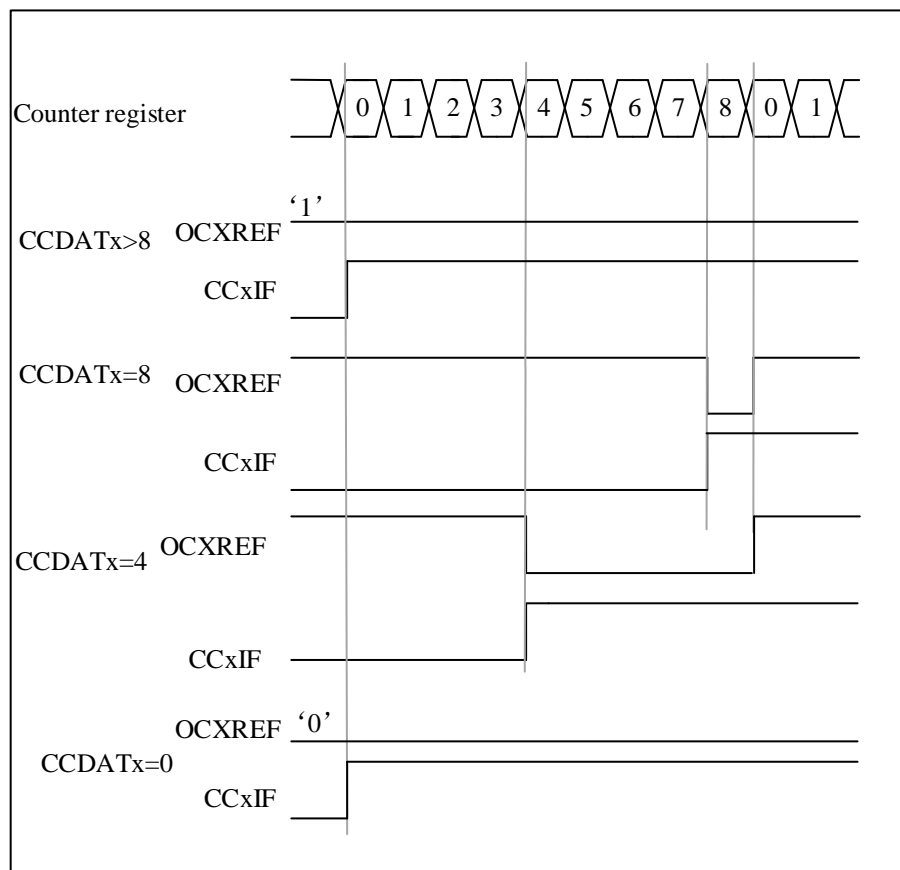 Counter register 0 1 2 3 4 5 6 7 8 0 1
‘1’
CCDATx>8 OCXREF
CCxIF
CCDATx=8 OCXREF
CCxIF
CCDATx=4 OCXREF
CCxIF
OCXREF ‘0’
CCDATx=0
CCxIF